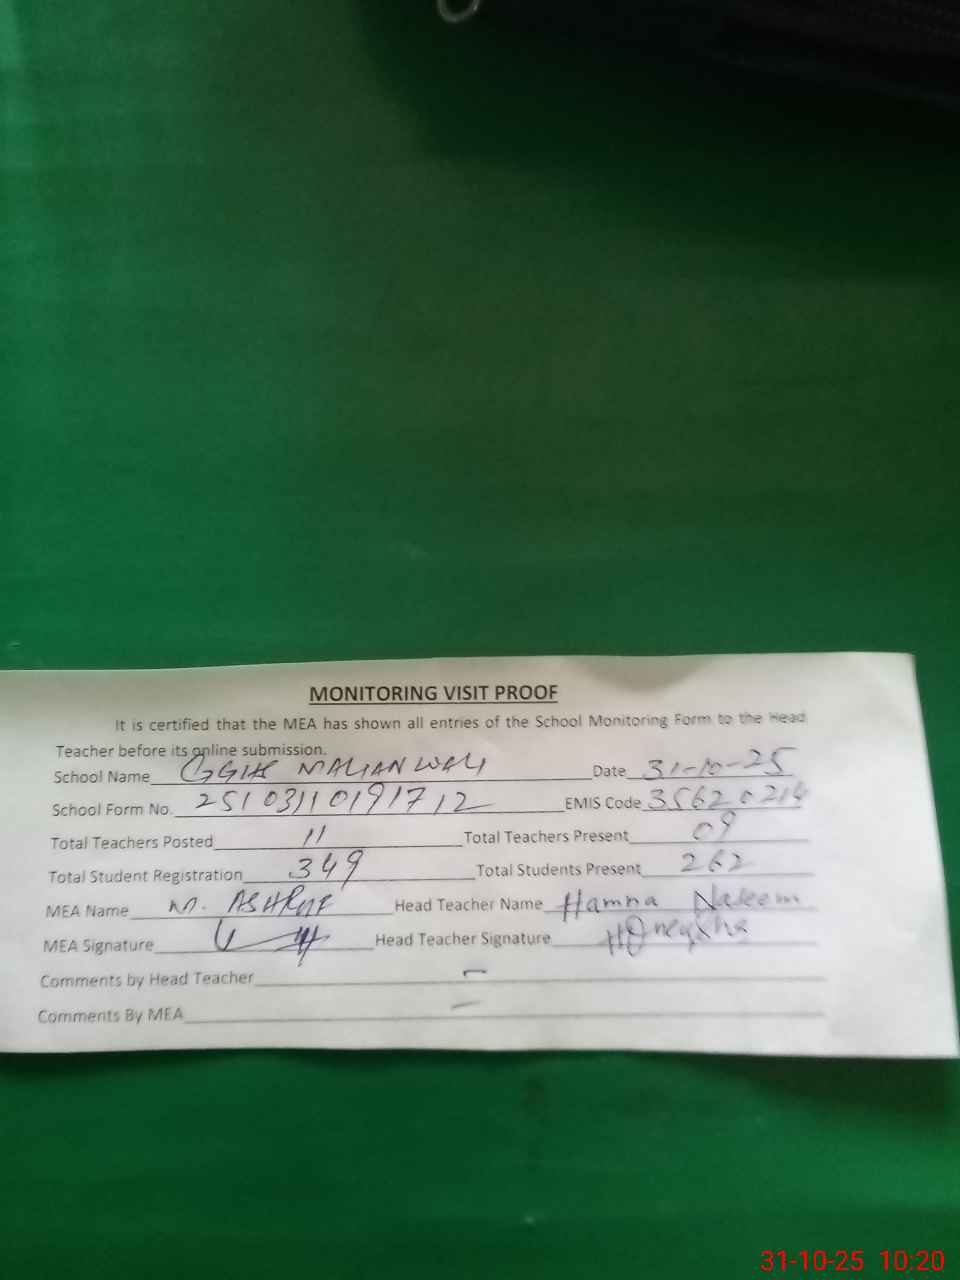 MONITORING VISIT PROOF
It is certified that the MEA has shown all entries of the School Monitoring Form to the Head
Teacher before its online submission.
School Name GGHS MALIANWALI Date 31-10-25
School Form No. 2510311019 1712 EMIS Code 35620214
Total Teachers Posted 11 Total Teachers Present 09
Total Student Registration 349 Total Students Present 262
MEA Name M. ASHRAF Head Teacher Name Hamna Naleem
MEA Signature Head Teacher Signature
Comments by Head Teacher -
Comments By MEA -
31-10-25 10:20